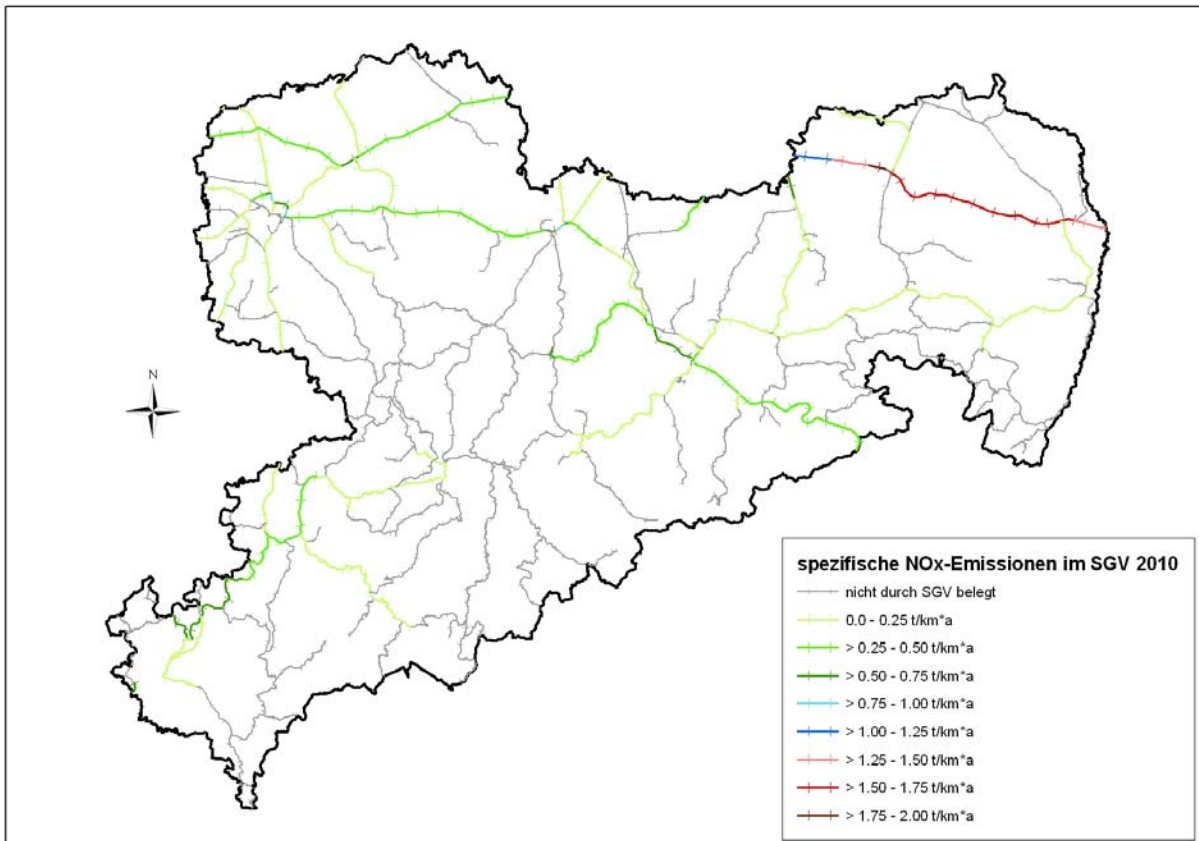 N
spezifische NOx-Emissionen im SGV 2010
nicht durch SGV belegt
0.0 - 0.25 t/km*a
> 0.25 - 0.50 t/km*a
> 0.50 - 0.75 t/km*a
> 0.75 - 1.00 t/km*a
> 1.00 - 1.25 t/km*a
> 1.25 - 1.50 t/km*a
> 1.50 - 1.75 t/km*a
> 1.75 - 2.00 t/km*a